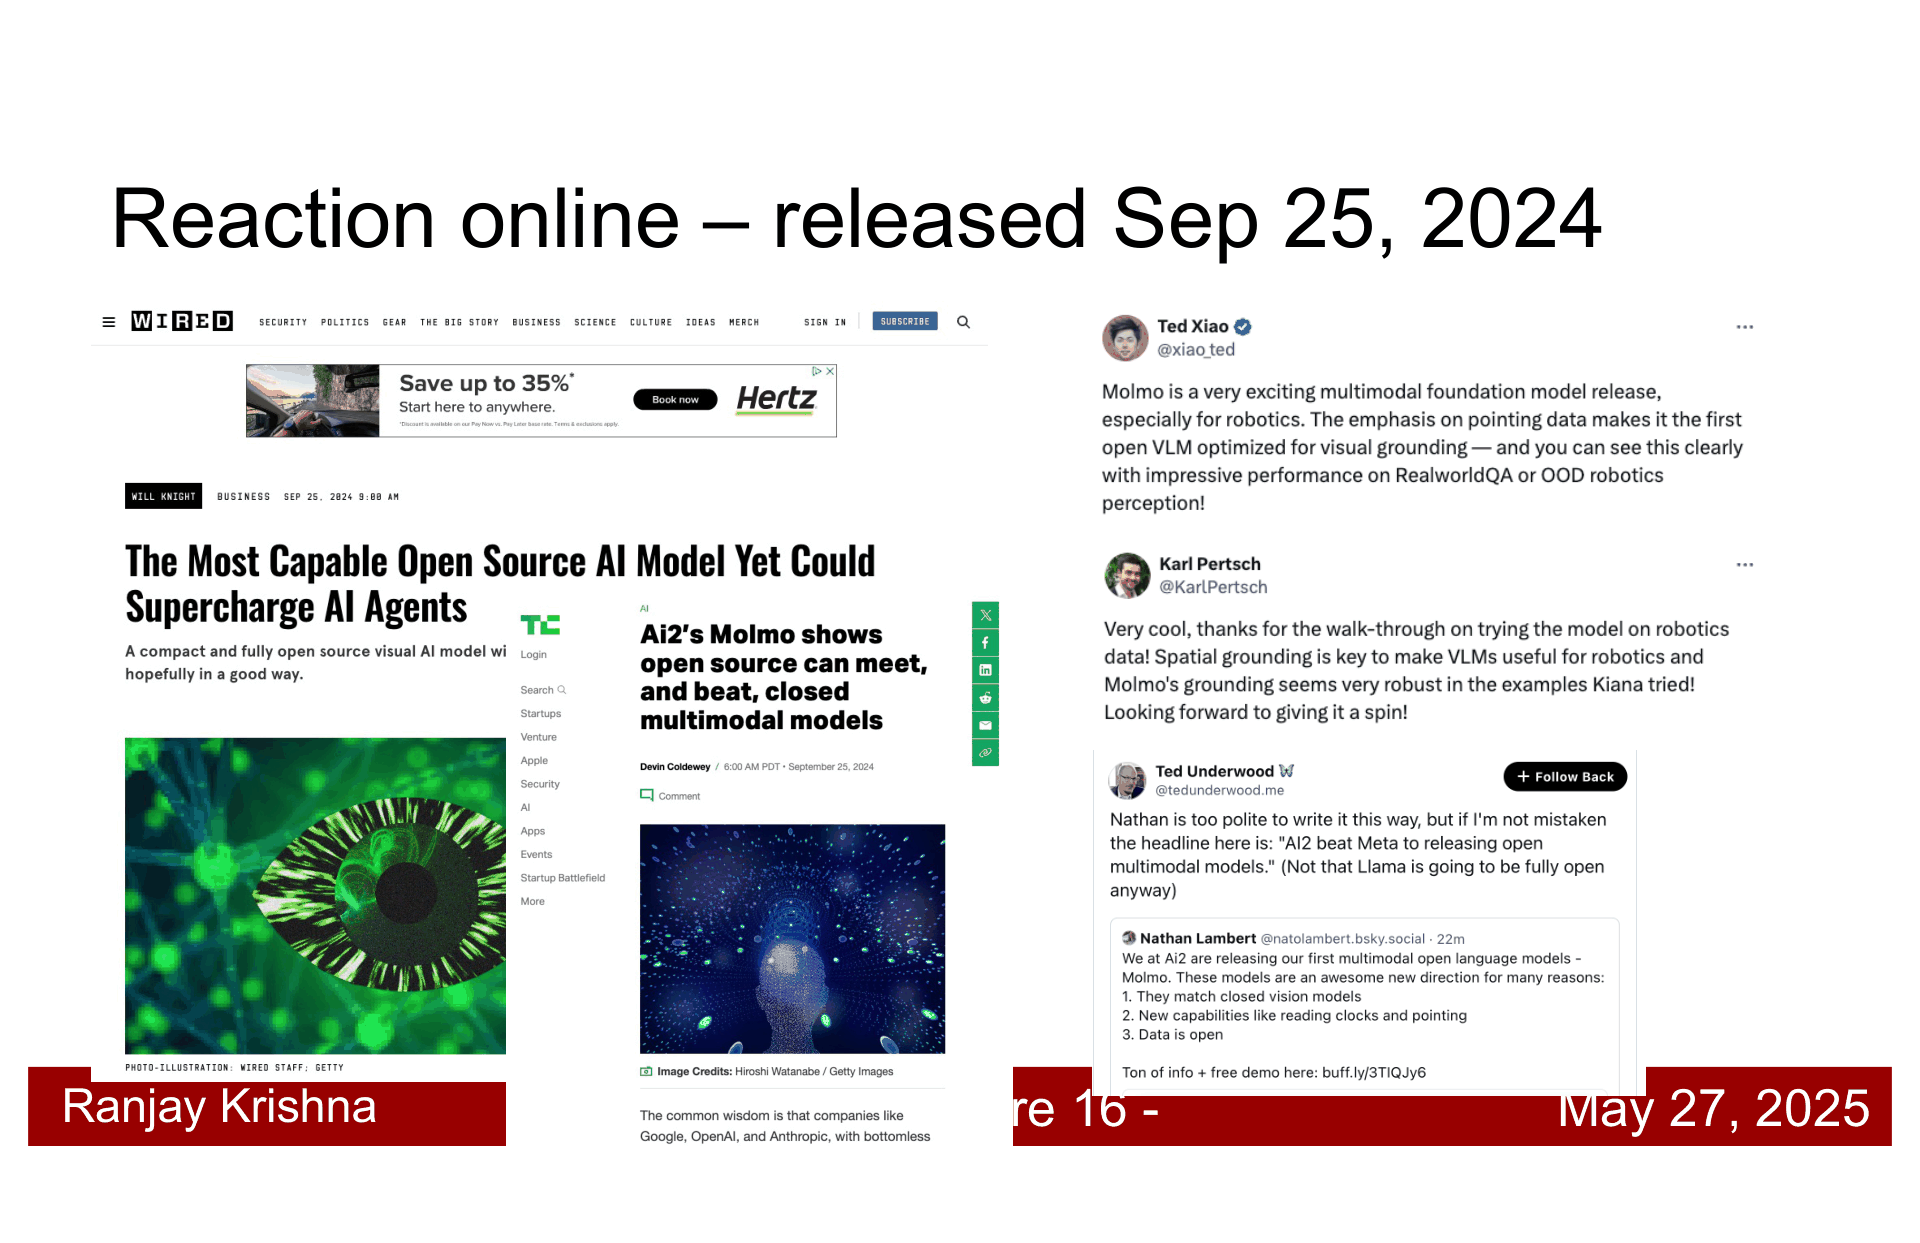 Reaction online – released Sep 25, 2024
WIRED
SECURITY POLITICS GEAR THE BIG STORY BUSINESS SCIENCE CULTURE IDEAS MERCH
SIGN IN
SUBSCRIBE
Save up to 35%*
Start here to anywhere.
*Discount is available on our Pay Now vs. Pay Later base rate. Terms & exclusions apply.
Book now
Hertz
WILL KNIGHT BUSINESS SEP 25, 2024 9:00 AM
The Most Capable Open Source AI Model Yet Could
Supercharge AI Agents
A compact and fully open source visual AI model wi
hopefully in a good way.
PHOTO-ILLUSTRATION: WIRED STAFF; GETTY
TC
Login
Search
Startups
Venture
Apple
Security
AI
Apps
Events
Startup Battlefield
More
AI
Ai2’s Molmo shows
open source can meet,
and beat, closed
multimodal models
Devin Coldewey / 6:00 AM PDT • September 25, 2024
Comment
Image Credits: Hiroshi Watanabe / Getty Images
The common wisdom is that companies like
Google, OpenAI, and Anthropic, with bottomless
Ted Xiao
@xiao_ted
Molmo is a very exciting multimodal foundation model release,
especially for robotics. The emphasis on pointing data makes it the first
open VLM optimized for visual grounding — and you can see this clearly
with impressive performance on RealworldQA or OOD robotics
perception!
Karl Pertsch
@KarlPertsch
Very cool, thanks for the walk-through on trying the model on robotics
data! Spatial grounding is key to make VLMs useful for robotics and
Molmo's grounding seems very robust in the examples Kiana tried!
Looking forward to giving it a spin!
Ted Underwood 🦋
@tedunderwood.me
+ Follow Back
Nathan is too polite to write it this way, but if I'm not mistaken
the headline here is: "AI2 beat Meta to releasing open
multimodal models." (Not that Llama is going to be fully open
anyway)
Nathan Lambert @natolambert.bsky.social · 22m
We at Ai2 are releasing our first multimodal open language models -
Molmo. These models are an awesome new direction for many reasons:
1. They match closed vision models
2. New capabilities like reading clocks and pointing
3. Data is open
Ton of info + free demo here: buff.ly/3TIQJy6
Ranjay Krishna
re 16 -
May 27, 2025